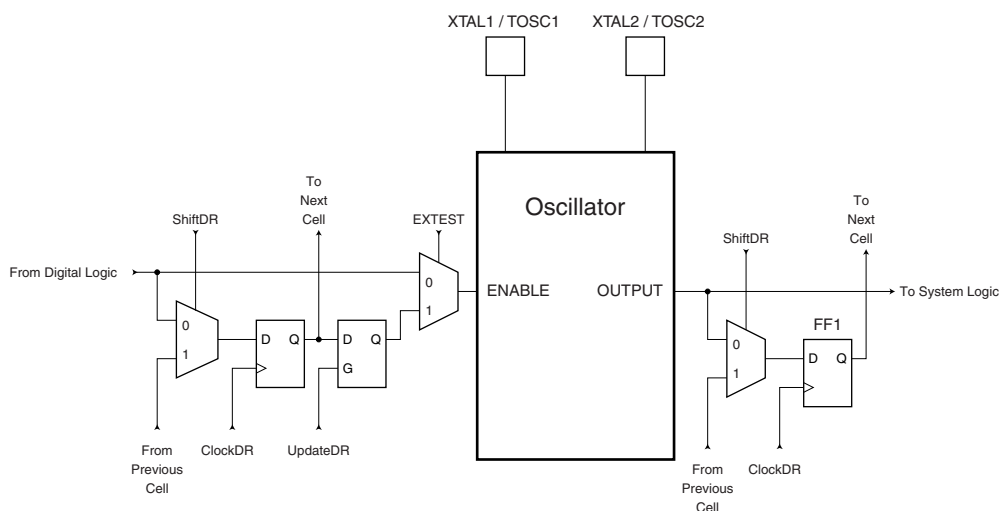 XTAL1 / TOSC1
XTAL2 / TOSC2
To
Next
Cell
ShiftDR
EXTEST
Oscillator
To
Next
Cell
ShiftDR
From Digital Logic
0
1
D Q
D Q
G
0
1
ENABLE
OUTPUT
To System Logic
FF1
0
1
D Q
From
Previous
Cell
ClockDR
UpdateDR
From
Previous
Cell
ClockDR